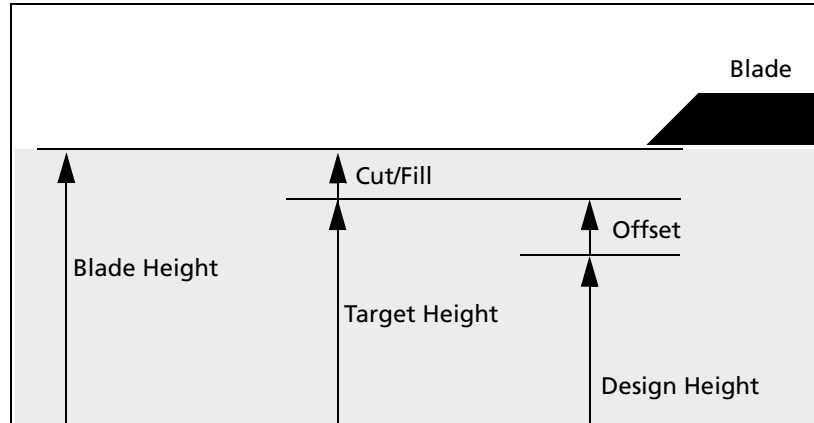 Blade
Cut/Fill
Offset
Blade Height
Target Height
Design Height